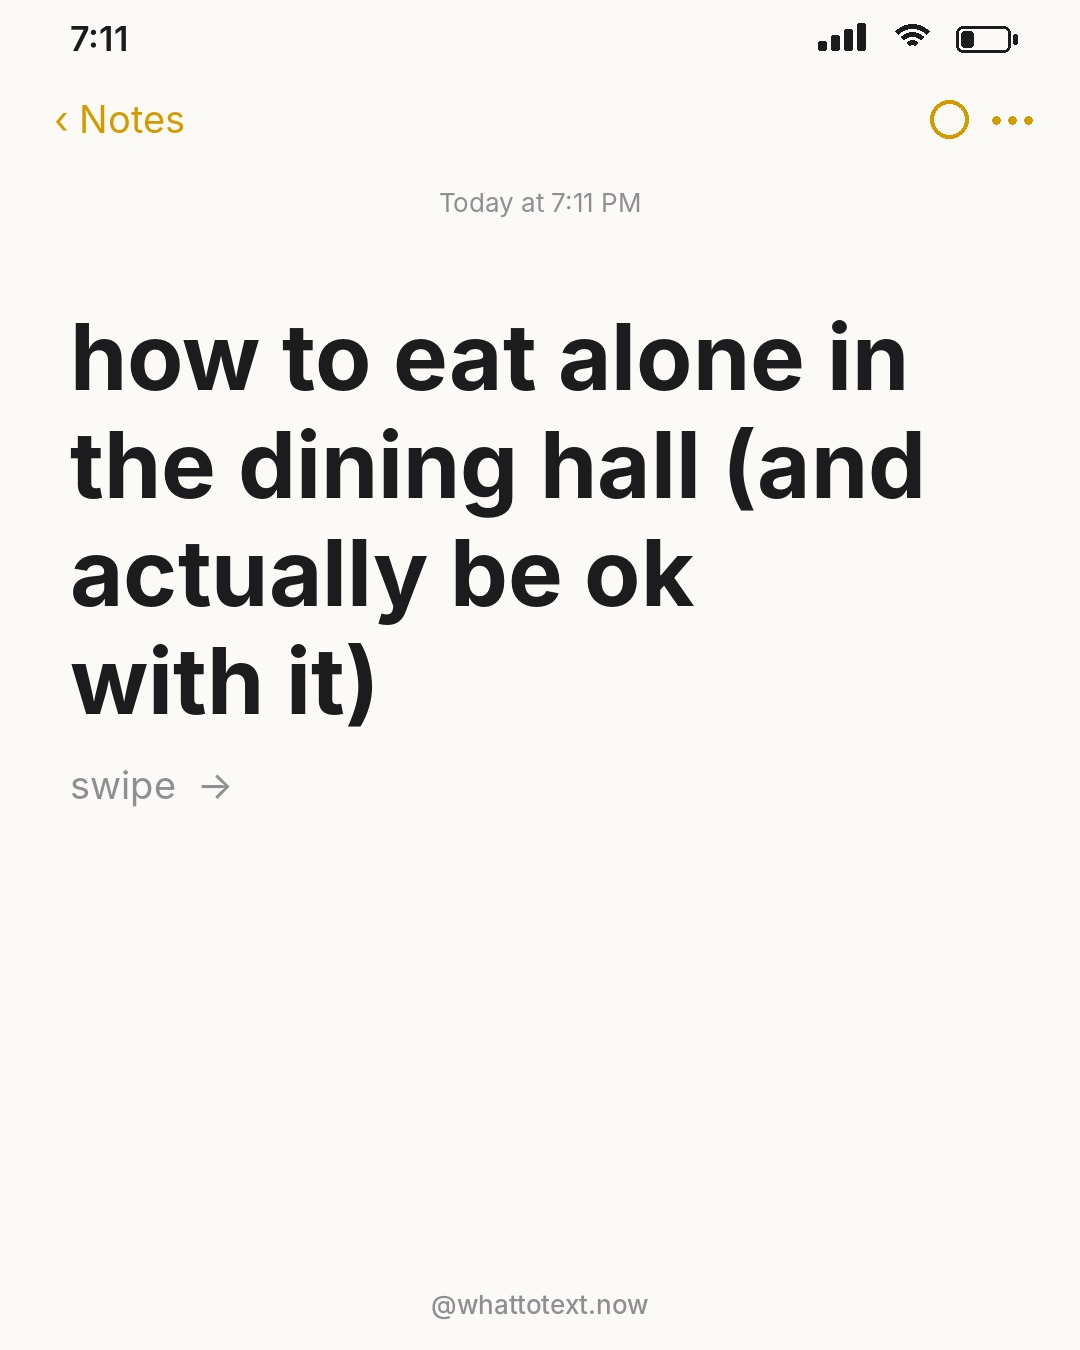 7:11
‹ Notes
Today at 7:11 PM
how to eat alone in
the dining hall (and
actually be ok
with it)
swipe →
@whattotext.now